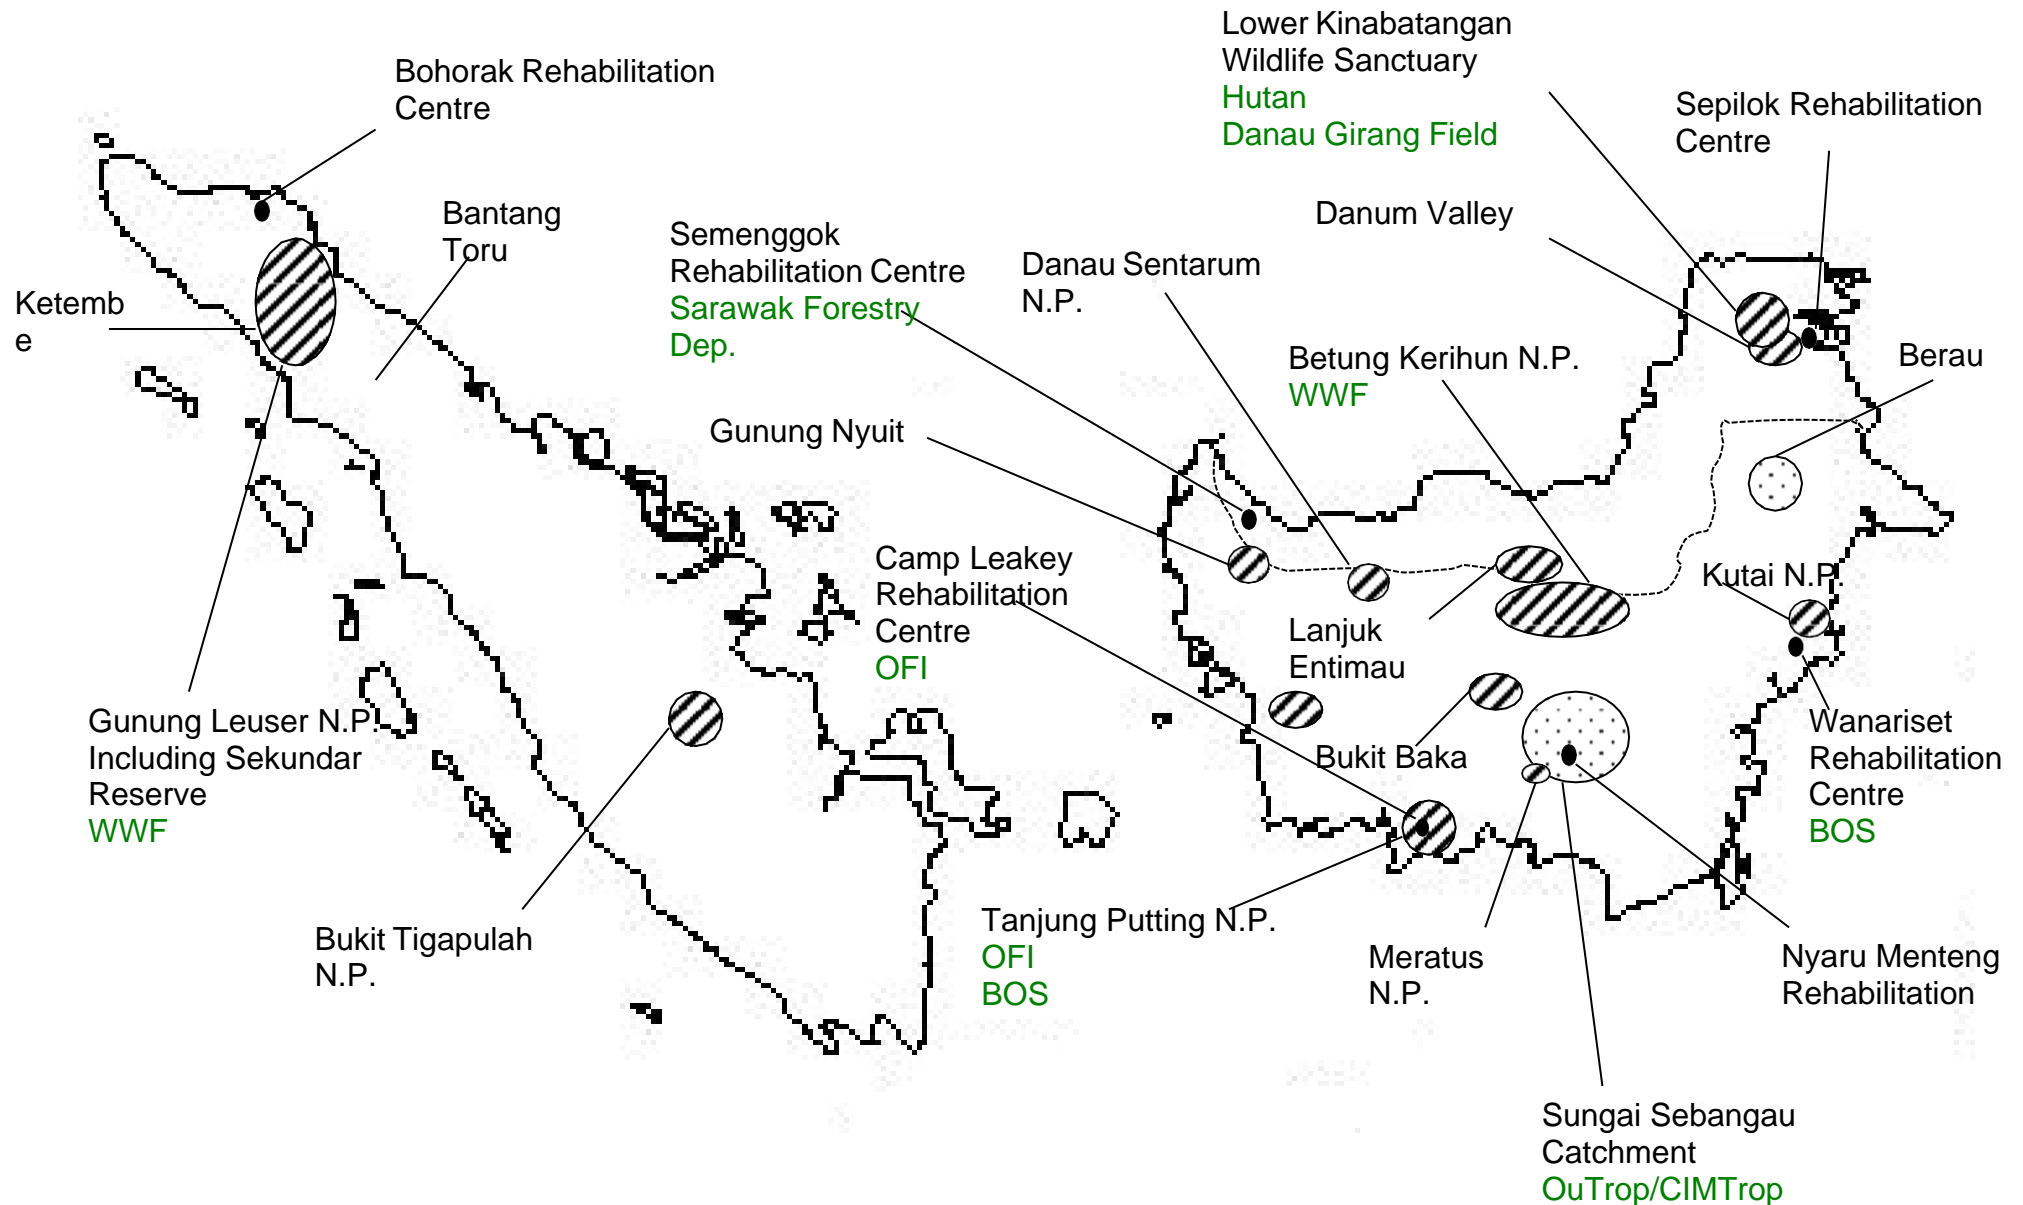 Lower Kinabatangan
Wildlife Sanctuary
Hutan
Danau Girang Field
Bohorak Rehabilitation
Centre
Sepilok Rehabilitation
Centre
Bantang
Toru
Danum Valley
Semenggok
Rehabilitation Centre
Sarawak Forestry
Dep.
Danau Sentarum
N.P.
Ketemb
e
Betung Kerihun N.P.
WWF
Berau
Gunung Nyuit
Camp Leakey
Rehabilitation
Centre
OFI
Kutai N.P.
Lanjuk
Entimau
Gunung Leuser N.P.
Including Sekundar
Reserve
WWF
Bukit Baka
Wanariset
Rehabilitation
Centre
BOS
Bukit Tigapulah
N.P.
Tanjung Putting N.P.
OFI
BOS
Meratus
N.P.
Nyaru Menteng
Rehabilitation
Sungai Sebangau
Catchment
OuTrop/CIMTrop